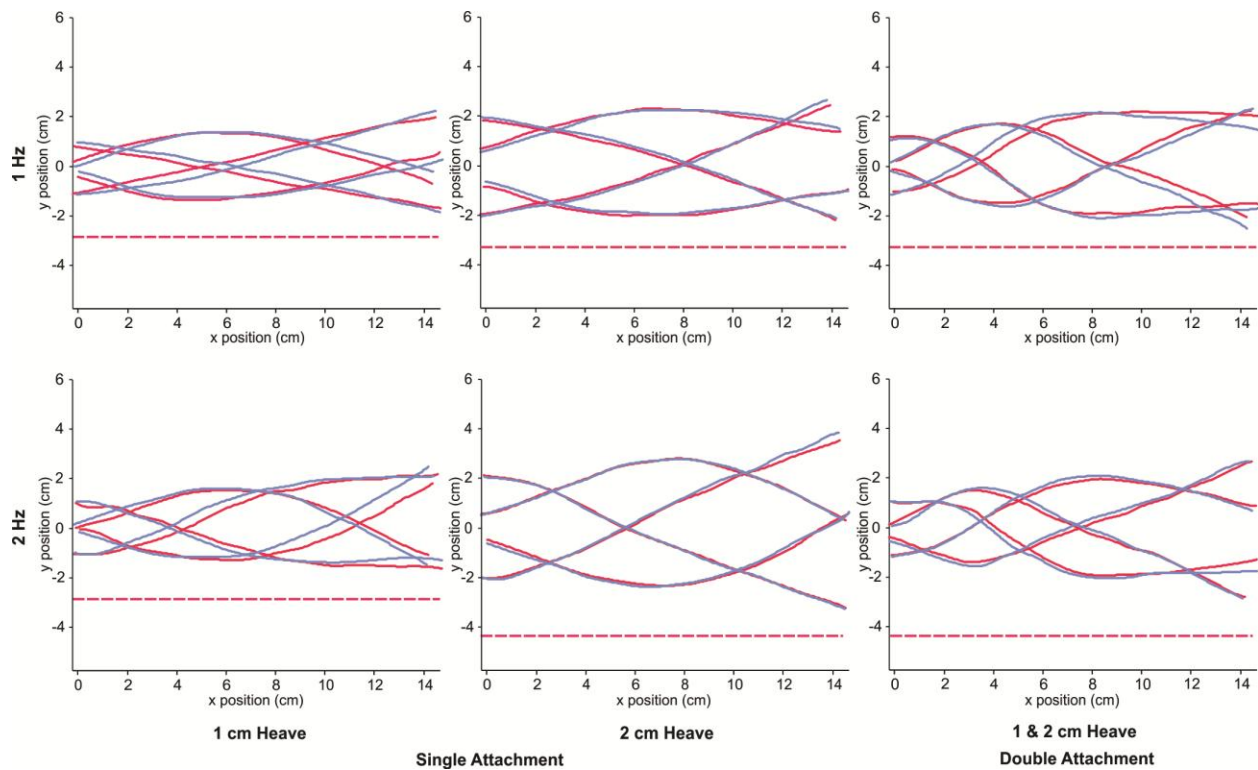 6 6 6
4 4 4
2 2 2
0 0 0
-2 -2 -2
-4 -4 -4
y position (cm) y position (cm) y position (cm)
1 Hz
0 2 4 6 8 10 12 14 0 2 4 6 8 10 12 14 0 2 4 6 8 10 12 14
x position (cm) x position (cm) x position (cm)
6 6 6
4 4 4
2 2 2
0 0 0
-2 -2 -2
-4 -4 -4
y position (cm) y position (cm) y position (cm)
2 Hz
0 2 4 6 8 10 12 14 0 2 4 6 8 10 12 14 0 2 4 6 8 10 12 14
x position (cm) x position (cm) x position (cm)
1 cm Heave 2 cm Heave 1 & 2 cm Heave
Single Attachment Double Attachment